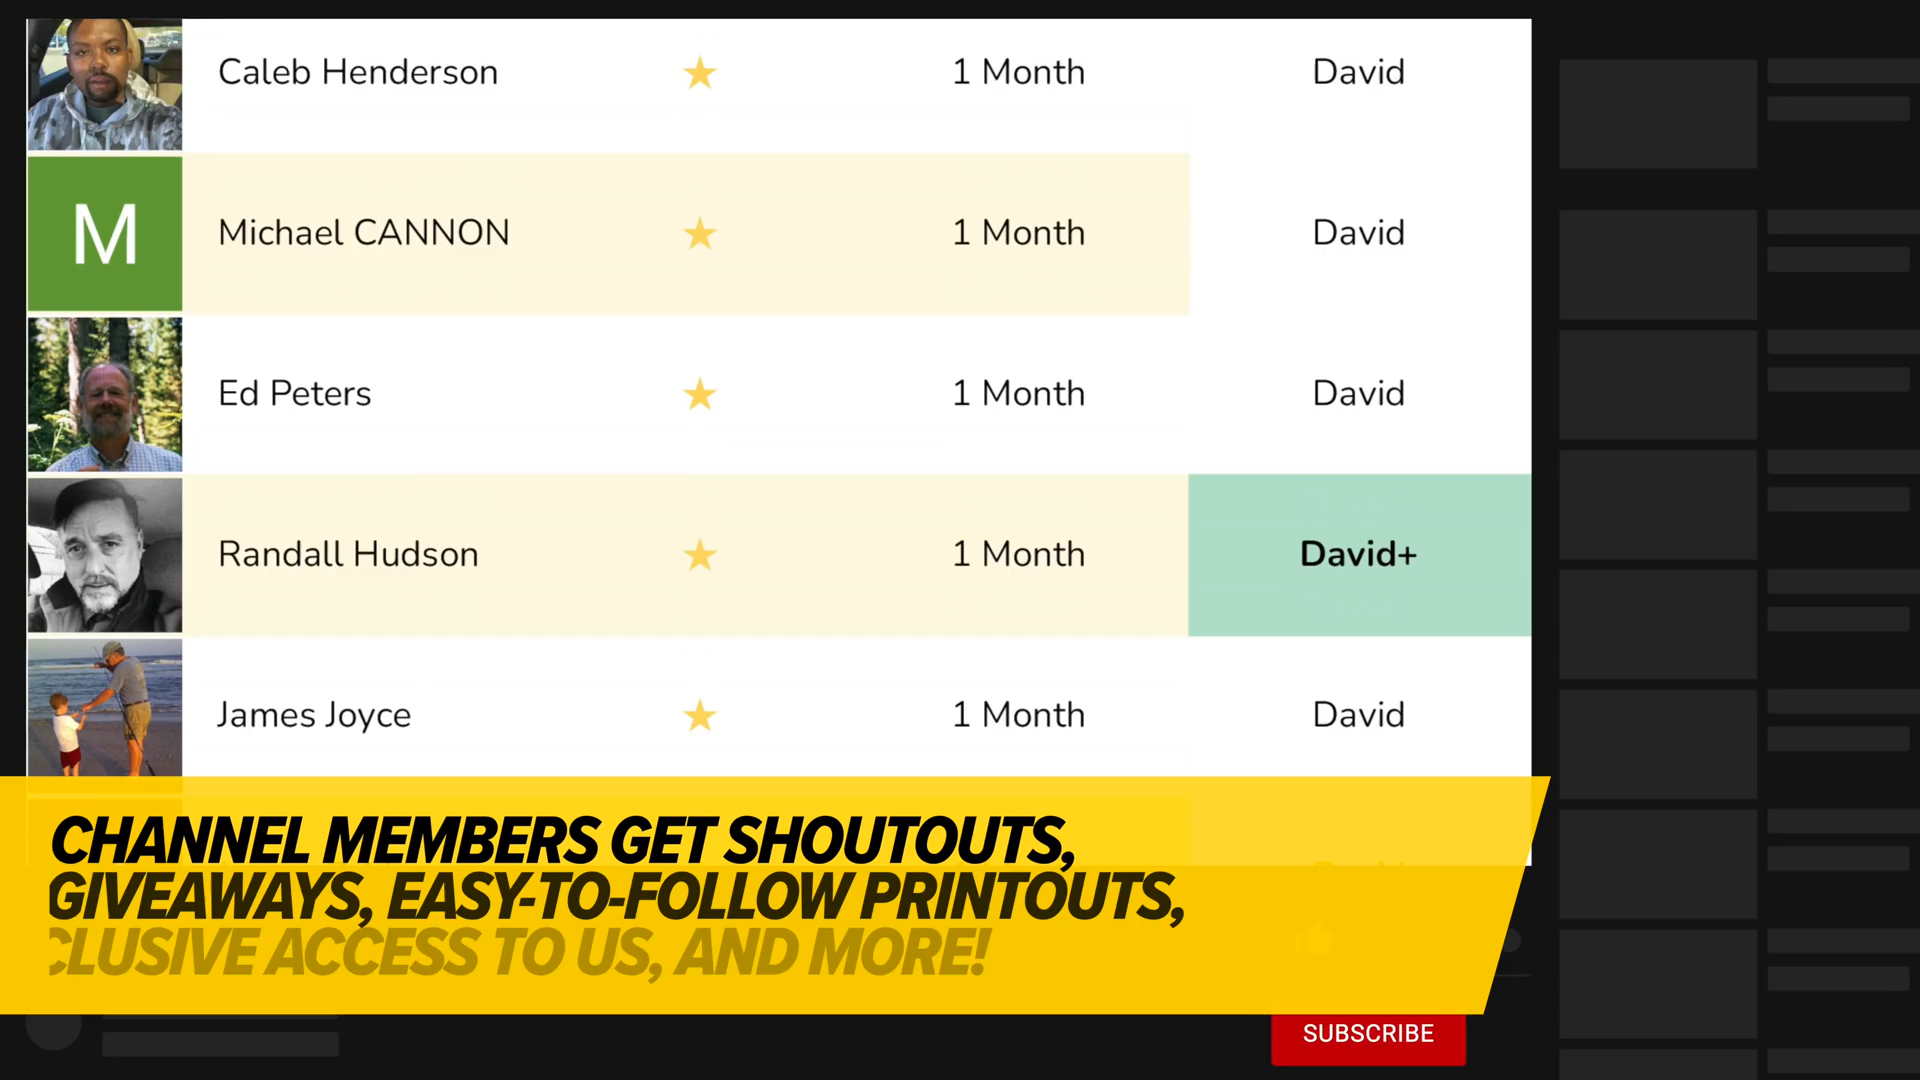 Caleb Henderson ★ 1 Month David
M Michael CANNON ★ 1 Month David
Ed Peters ★ 1 Month David
Randall Hudson ★ 1 Month David+
James Joyce ★ 1 Month David
CHANNEL MEMBERS GET SHOUTOUTS,
GIVEAWAYS, EASY-TO-FOLLOW PRINTOUTS,
CLUSIVE ACCESS TO US, AND MORE!
SUBSCRIBE